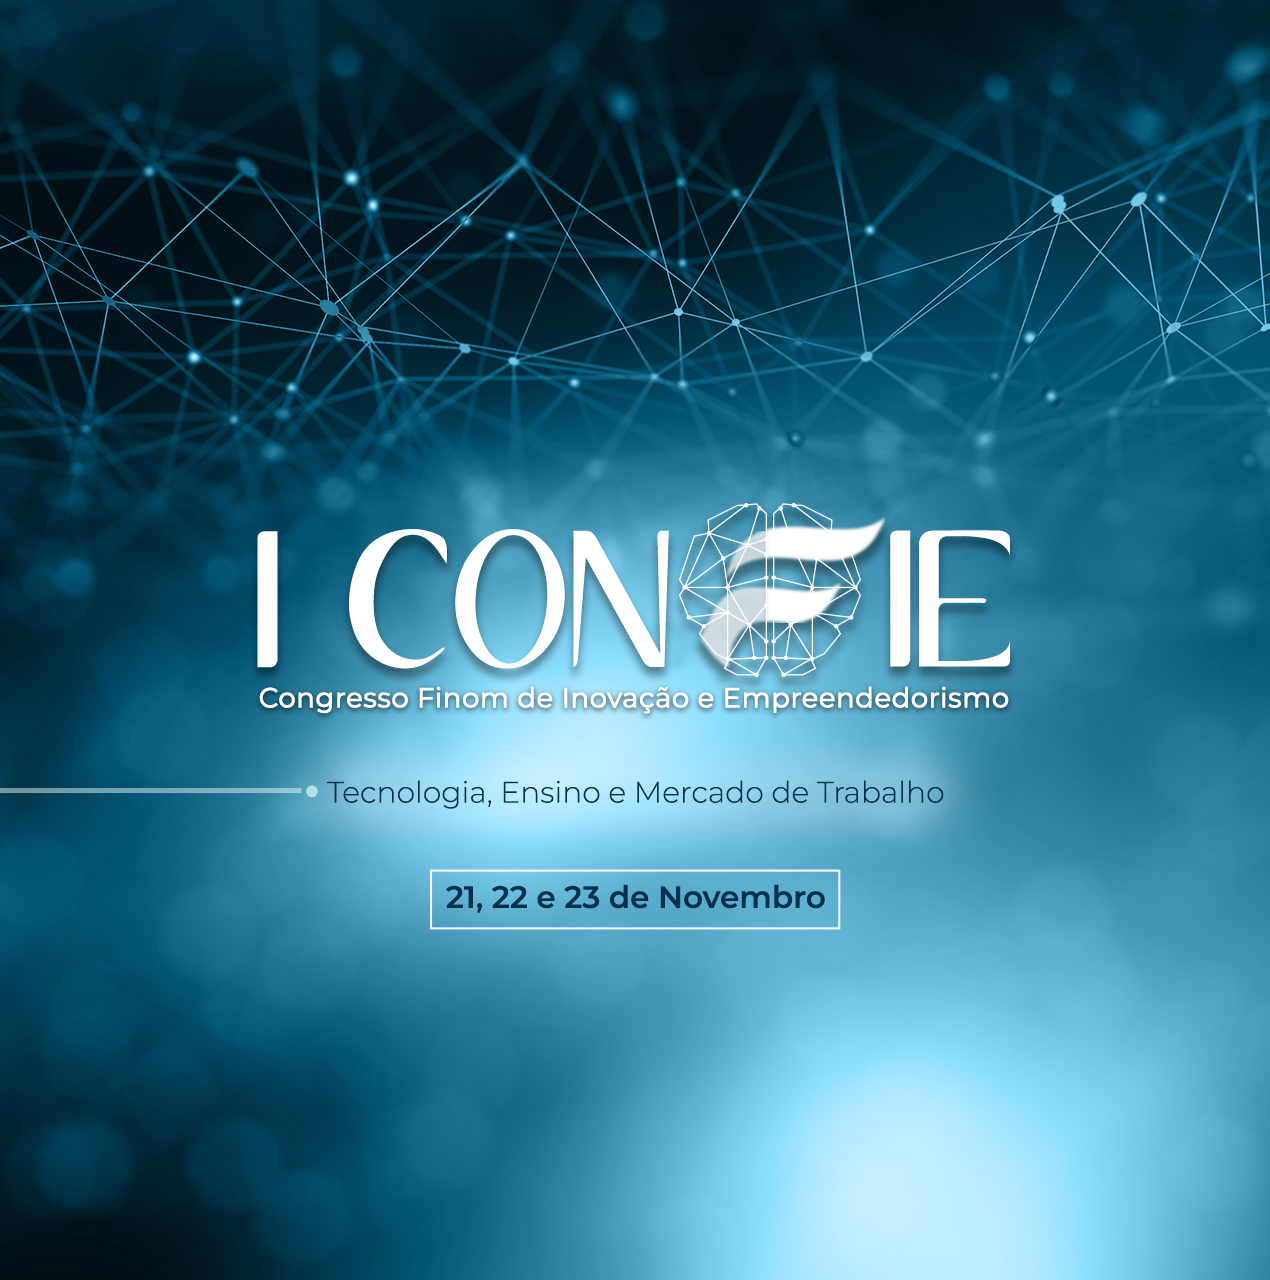 I CONFIE
Congresso Finom de Inovação e Empreendedorismo
Tecnologia, Ensino e Mercado de Trabalho
21, 22 e 23 de Novembro